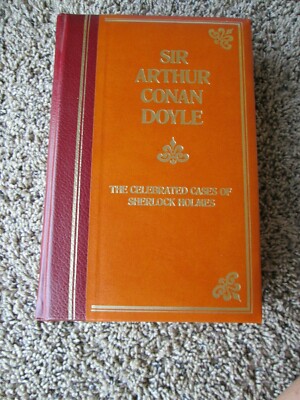 SIR
ARTHUR
CONAN
DOYLE
THE CELEBRATED CASES OF
SHERLOCK HOLMES